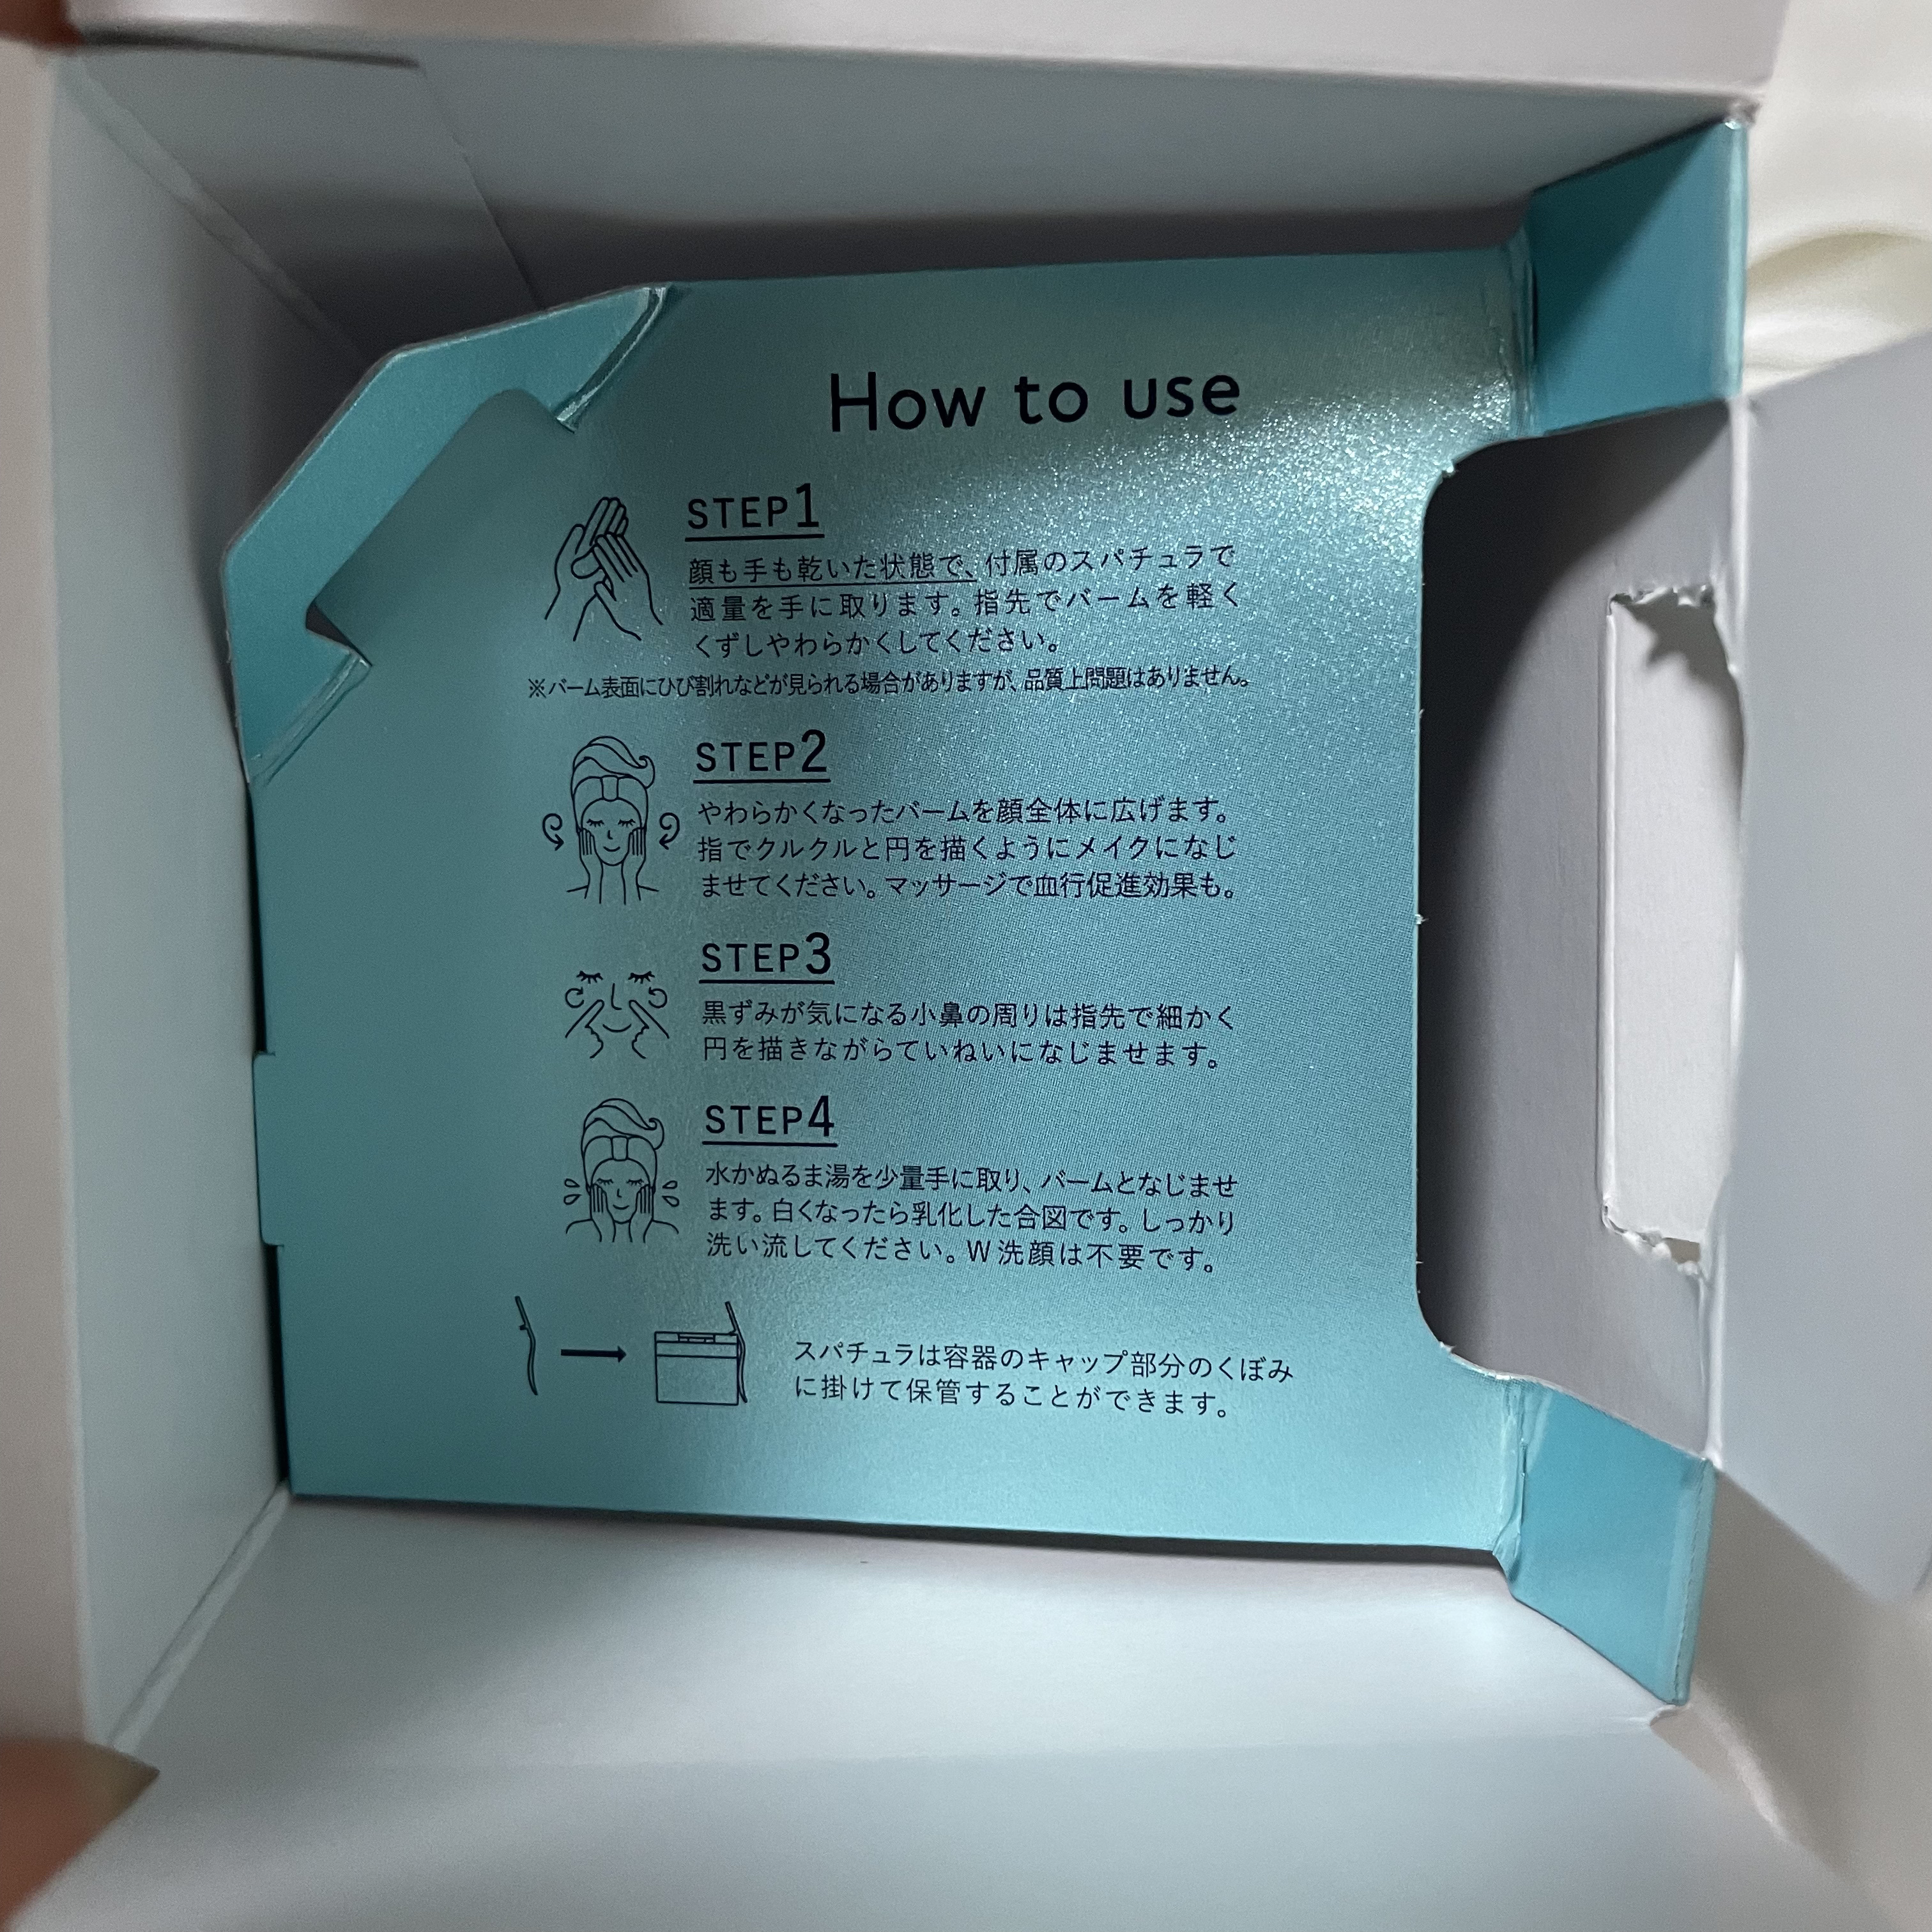 How to use
STEP1
顔も手も乾いた状態で、付属のスパチュラで
適量を手に取ります。指先でバームを軽く
くずしやわらかくしてください。
※バーム表面にひび割れなどが見られる場合がありますが、品質上問題はありません。
STEP2
やわらかくなったバームを顔全体に広げます。
指でクルクルと円を描くようにメイクになじ
ませてください。マッサージで血行促進効果も。
STEP3
黒ずみが気になる小鼻の周りは指先で細かく
円を描きながらていねいになじませます。
STEP4
水かぬるま湯を少量手に取り、バームとなじませ
ます。白くなったら乳化した合図です。しっかり
洗い流してください。W洗顔は不要です。
スパチュラは容器のキャップ部分のくぼみ
に掛けて保管することができます。